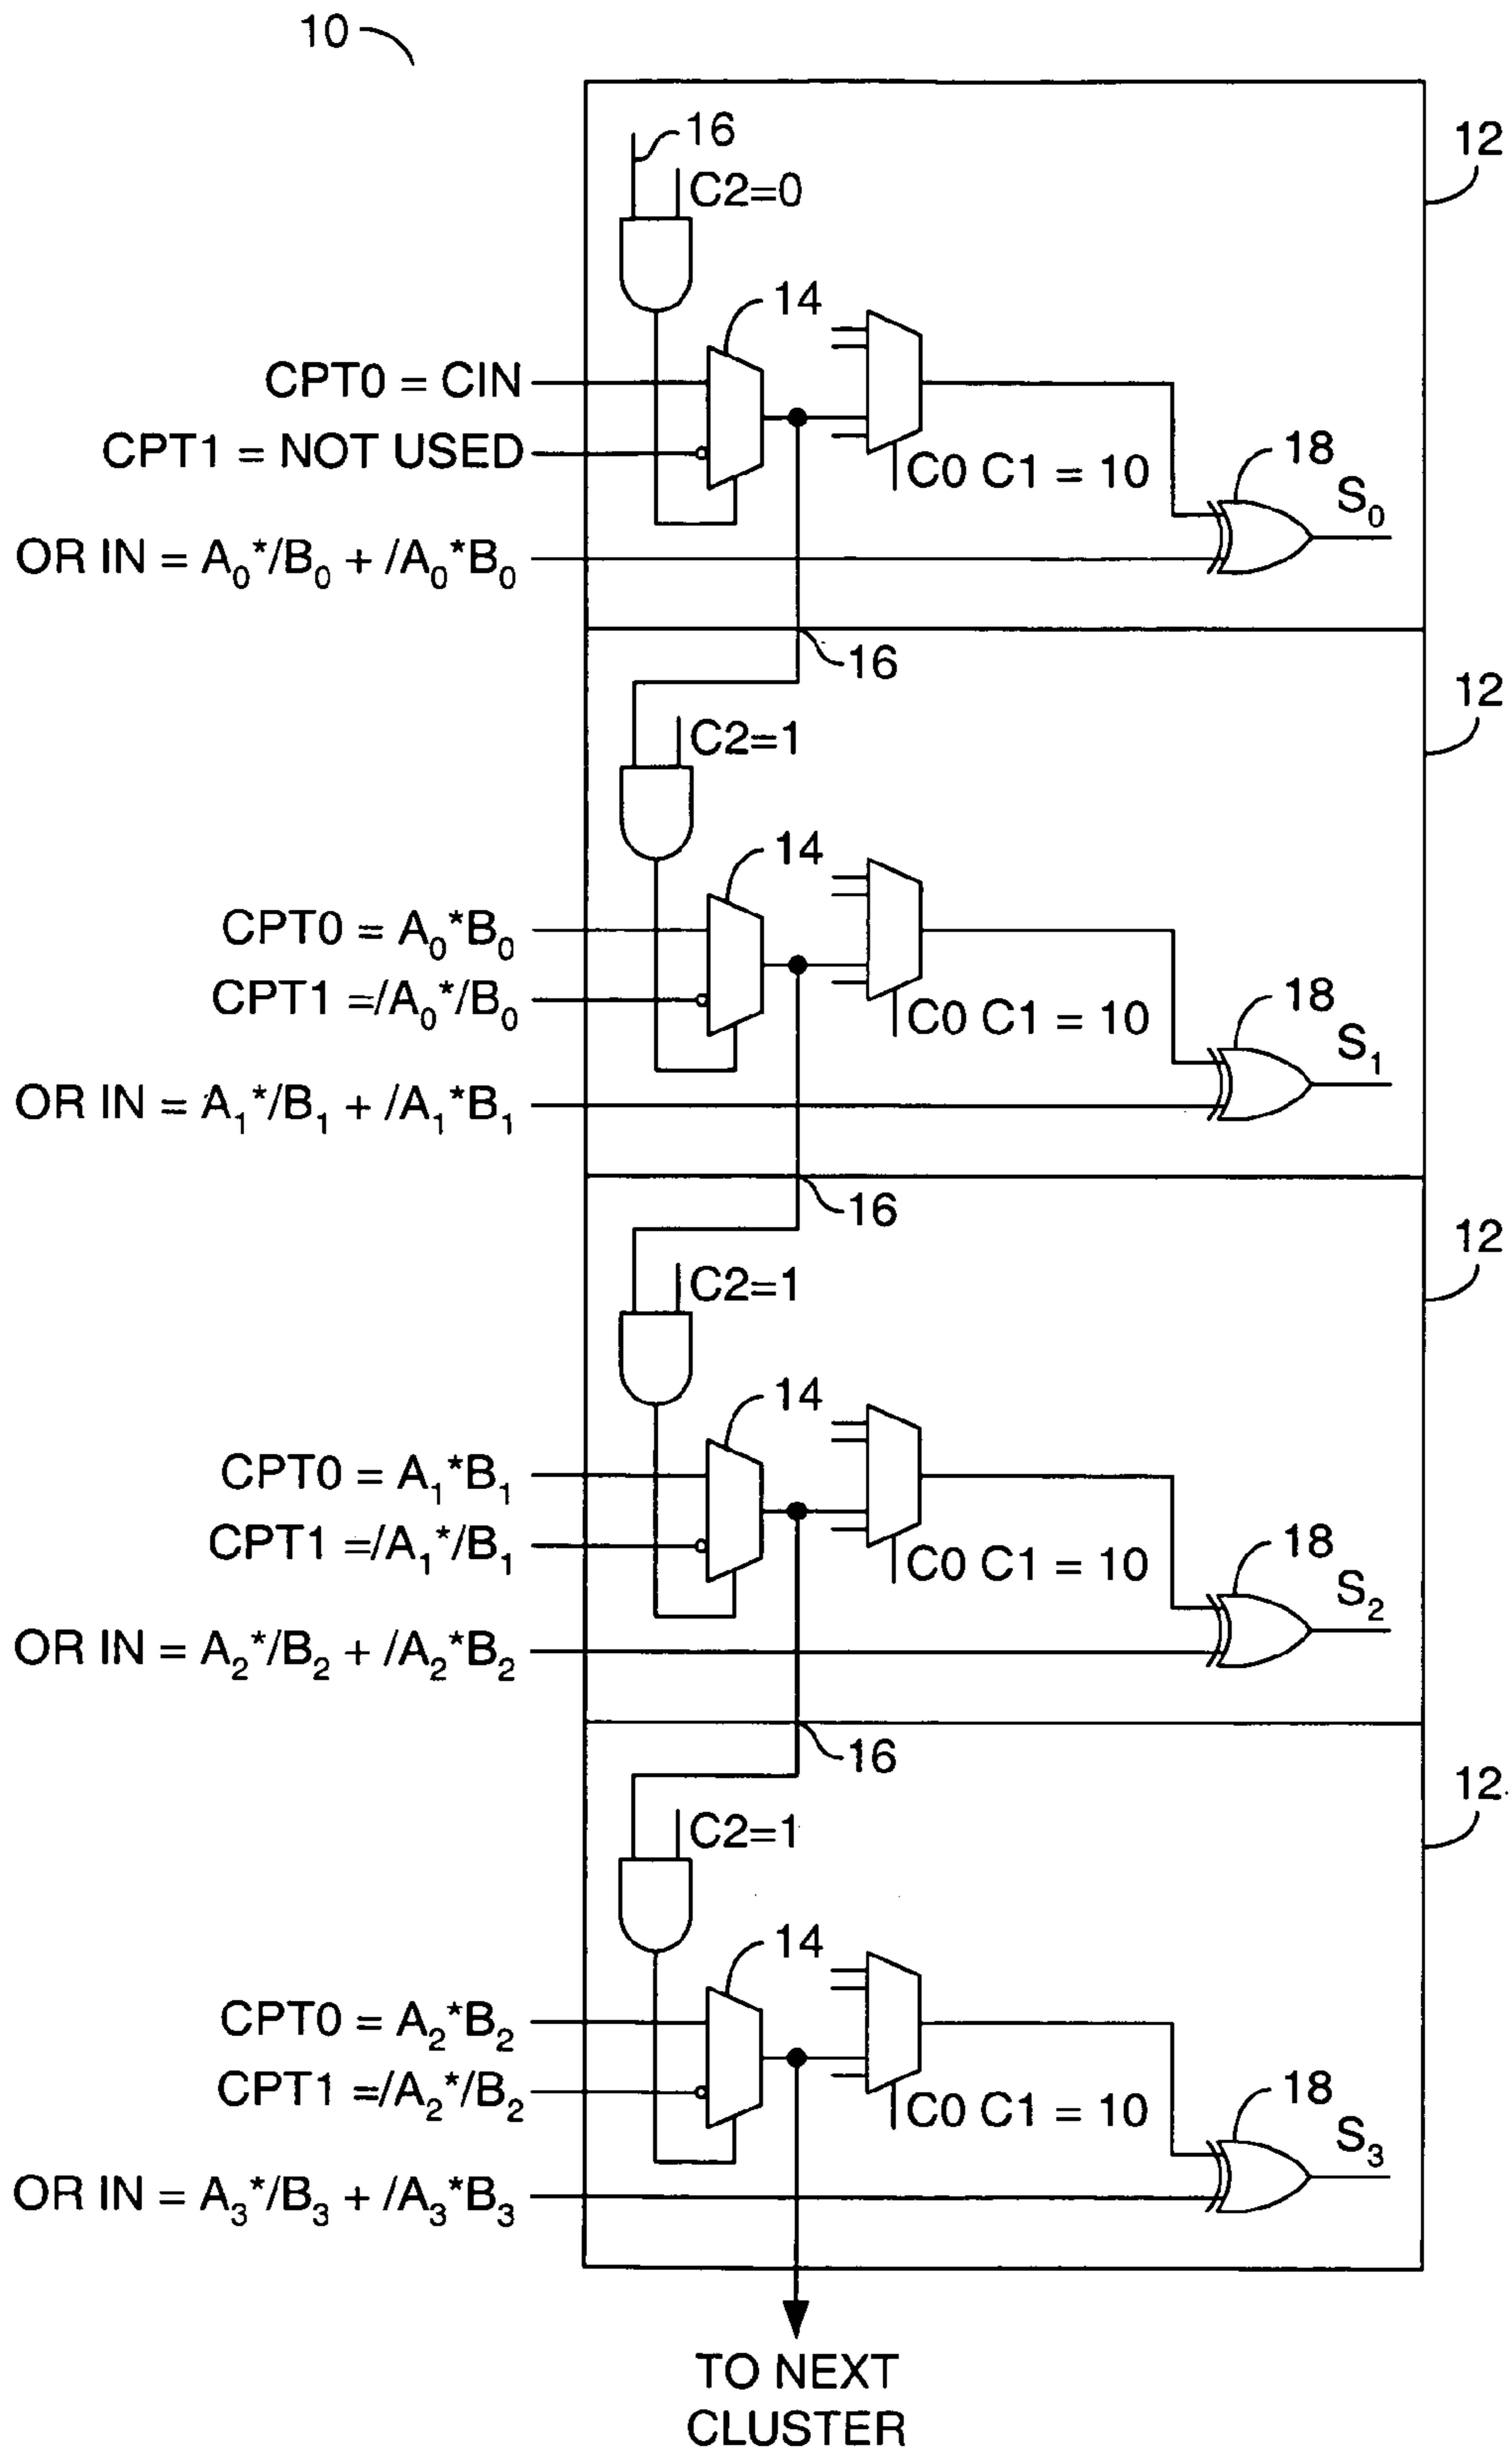 10
12
16
C2=0
14
CPT0 = CIN
CPT1 = NOT USED
C0 C1 = 10
18
S₀
OR IN = A₀*/B₀ + /A₀*B₀
16
12
C2=1
14
CPT0 = A₀*B₀
CPT1 =/A₀*/B₀
C0 C1 = 10
18
S₁
OR IN = A₁*/B₁ + /A₁*B₁
16
12
C2=1
14
CPT0 = A₁*B₁
CPT1 =/A₁*/B₁
C0 C1 = 10
18
S₂
OR IN = A₂*/B₂ + /A₂*B₂
16
12
C2=1
14
CPT0 = A₂*B₂
CPT1 =/A₂*/B₂
C0 C1 = 10
18
S₃
OR IN = A₃*/B₃ + /A₃*B₃
TO NEXT
CLUSTER